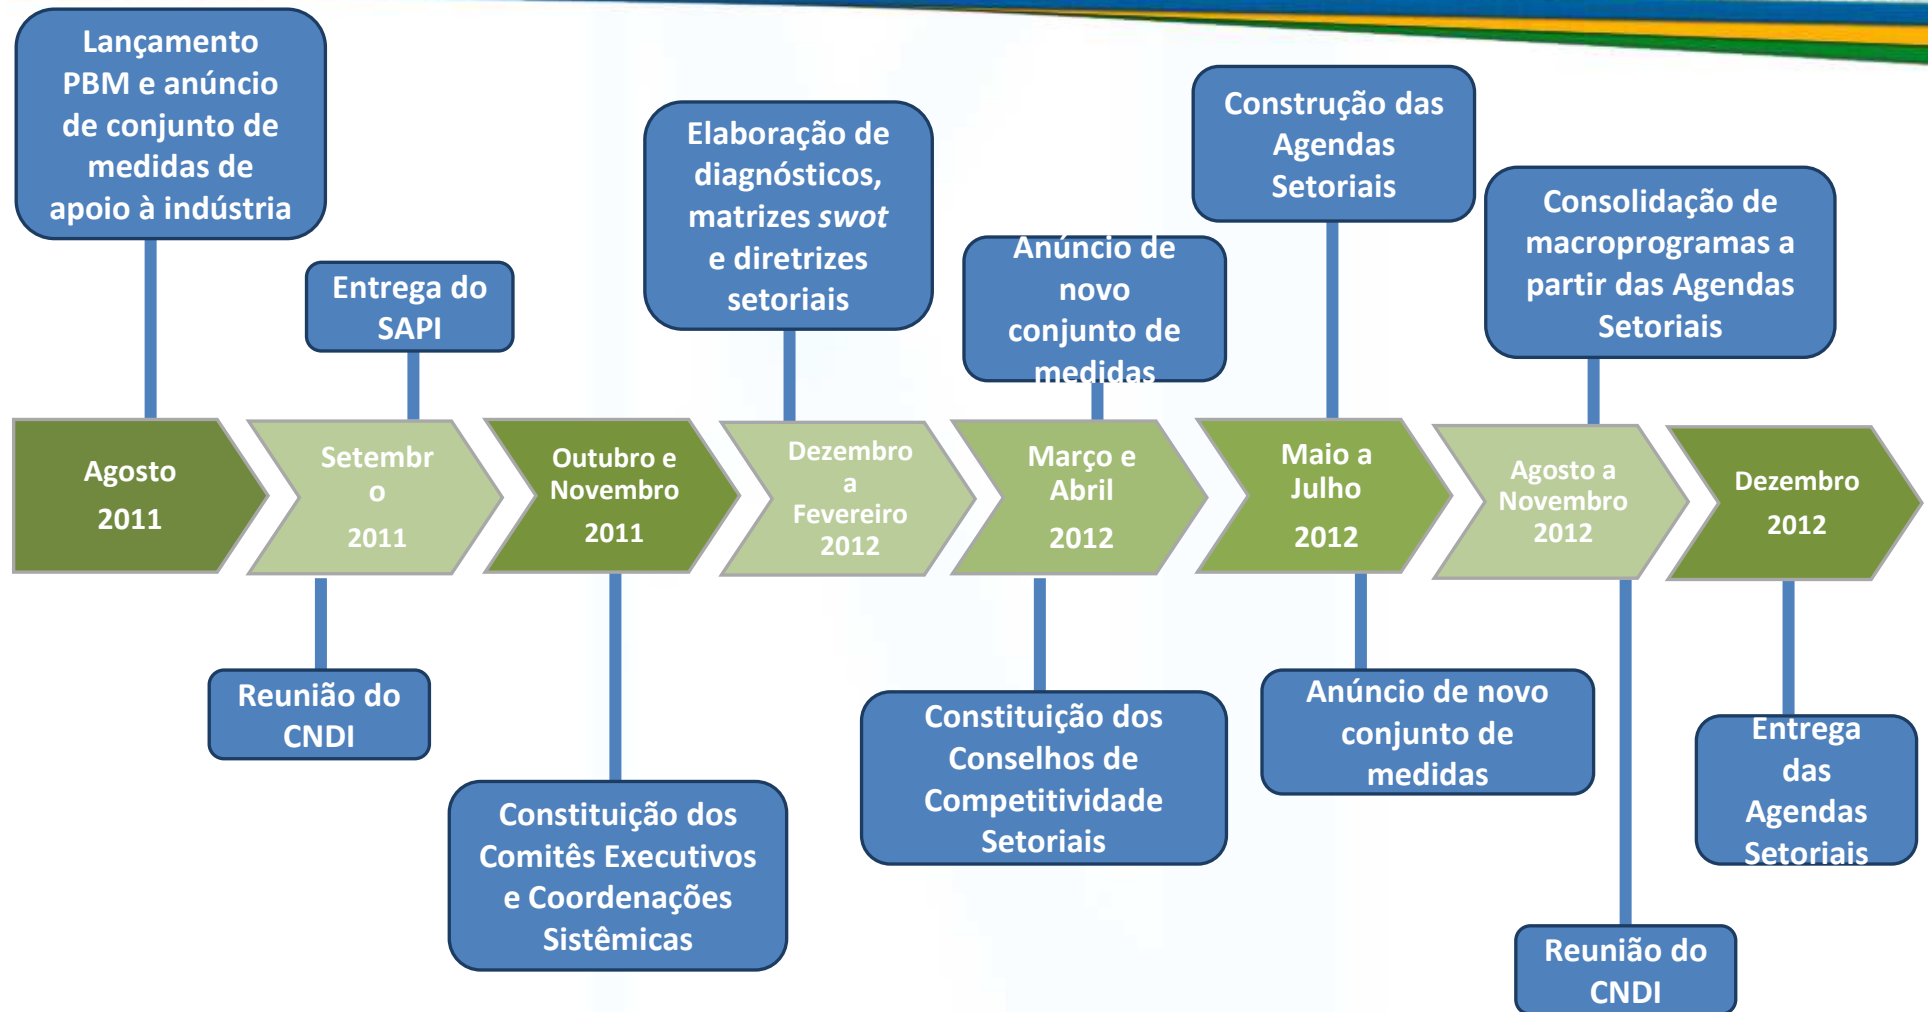 Lançamento
PBM e anúncio
de conjunto de
medidas de
apoio à indústria
Entrega do
SAPI
Elaboração de
diagnósticos,
matrizes swot
e diretrizes
setoriais
Anúncio de
novo
conjunto de
medidas
Construção das
Agendas
Setoriais
Consolidação de
macroprogramas a
partir das Agendas
Setoriais
Agosto
2011
Setembr
o
2011
Outubro e
Novembro
2011
Dezembro
a
Fevereiro
2012
Março e
Abril
2012
Maio a
Julho
2012
Agosto a
Novembro
2012
Dezembro
2012
Reunião do
CNDI
Constituição dos
Comitês Executivos
e Coordenações
Sistêmicas
Constituição dos
Conselhos de
Competitividade
Setoriais
Anúncio de novo
conjunto de
medidas
Reunião do
CNDI
Entrega
das
Agendas
Setoriais